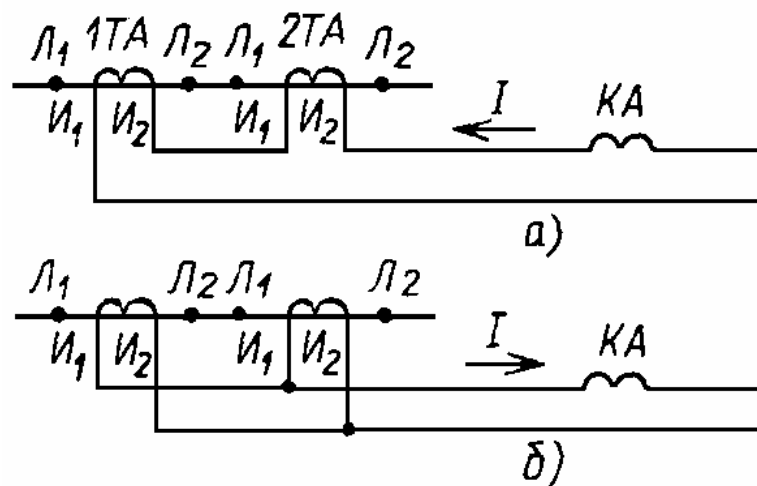 Л₁ 1ТА Л₂ Л₁ 2ТА Л₂
И₁ И₂ И₁ И₂ I КА
а)
Л₁ Л₂ Л₁ Л₂
И₁ И₂ И₁ И₂ I КА
б)